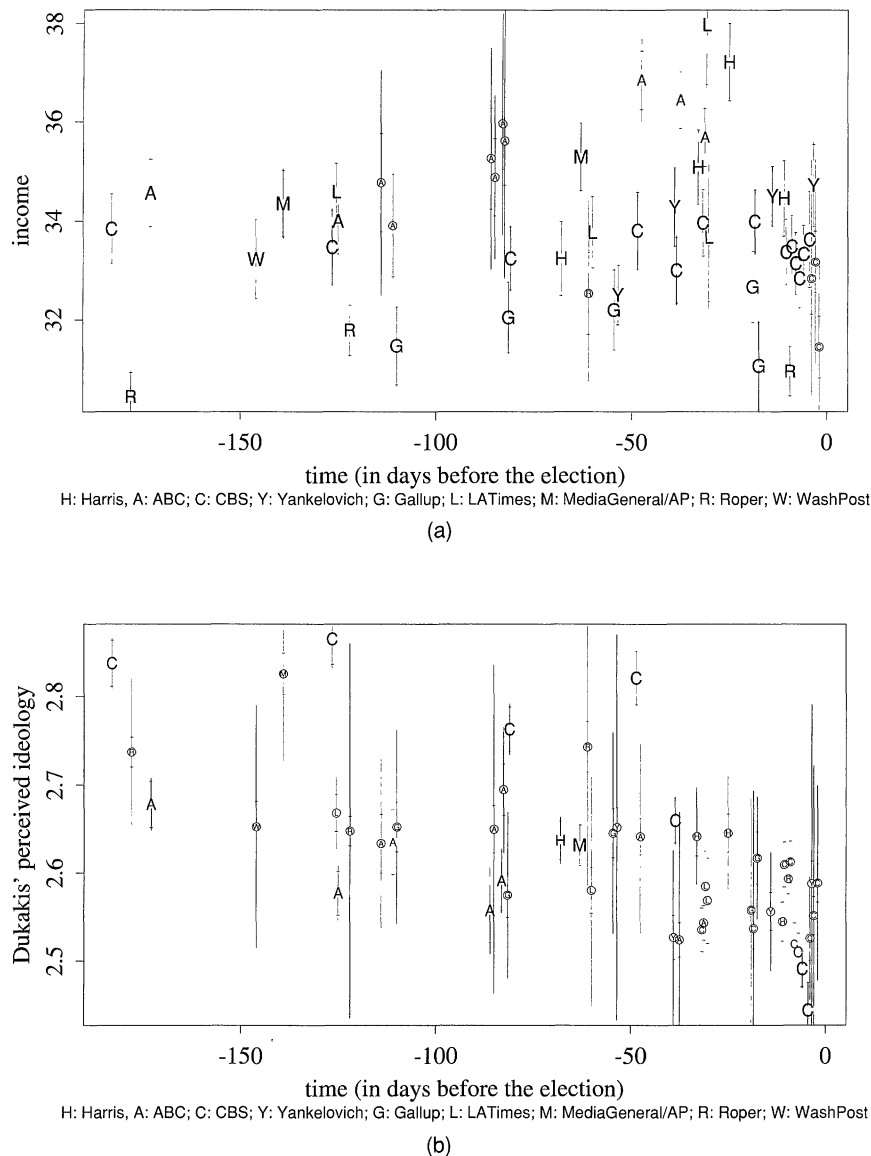 38
36
34
32
income
-150
-100
-50
0
time (in days before the election)
H: Harris, A: ABC; C: CBS; Y: Yankelovich; G: Gallup; L: LATimes; M: MediaGeneral/AP; R: Roper; W: WashPost
(a)
2.8
2.7
2.6
2.5
Dukakis' perceived ideology
-150
-100
-50
0
time (in days before the election)
H: Harris, A: ABC; C: CBS; Y: Yankelovich; G: Gallup; L: LATimes; M: MediaGeneral/AP; R: Roper; W: WashPost
(b)